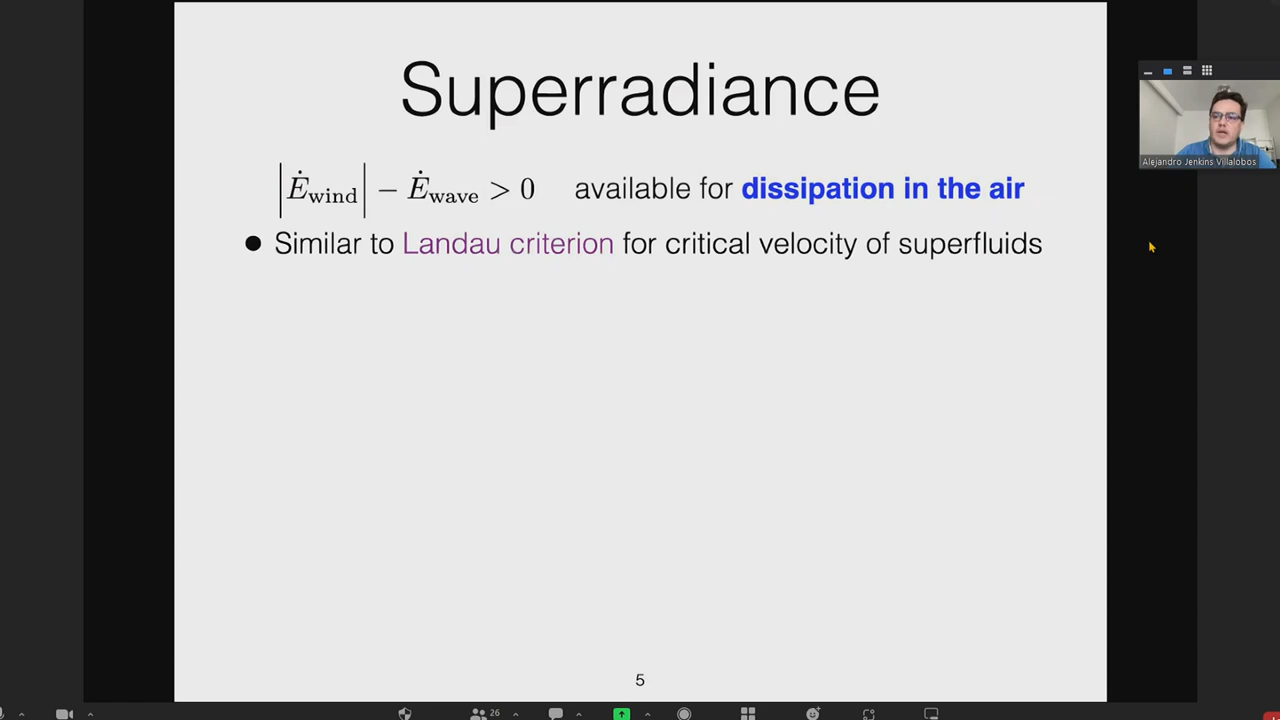 Superradiance
|Ė_wind| − Ė_wave > 0 available for dissipation in the air
● Similar to Landau criterion for critical velocity of superfluids
Alejandro Jenkins Villalobos
5
26